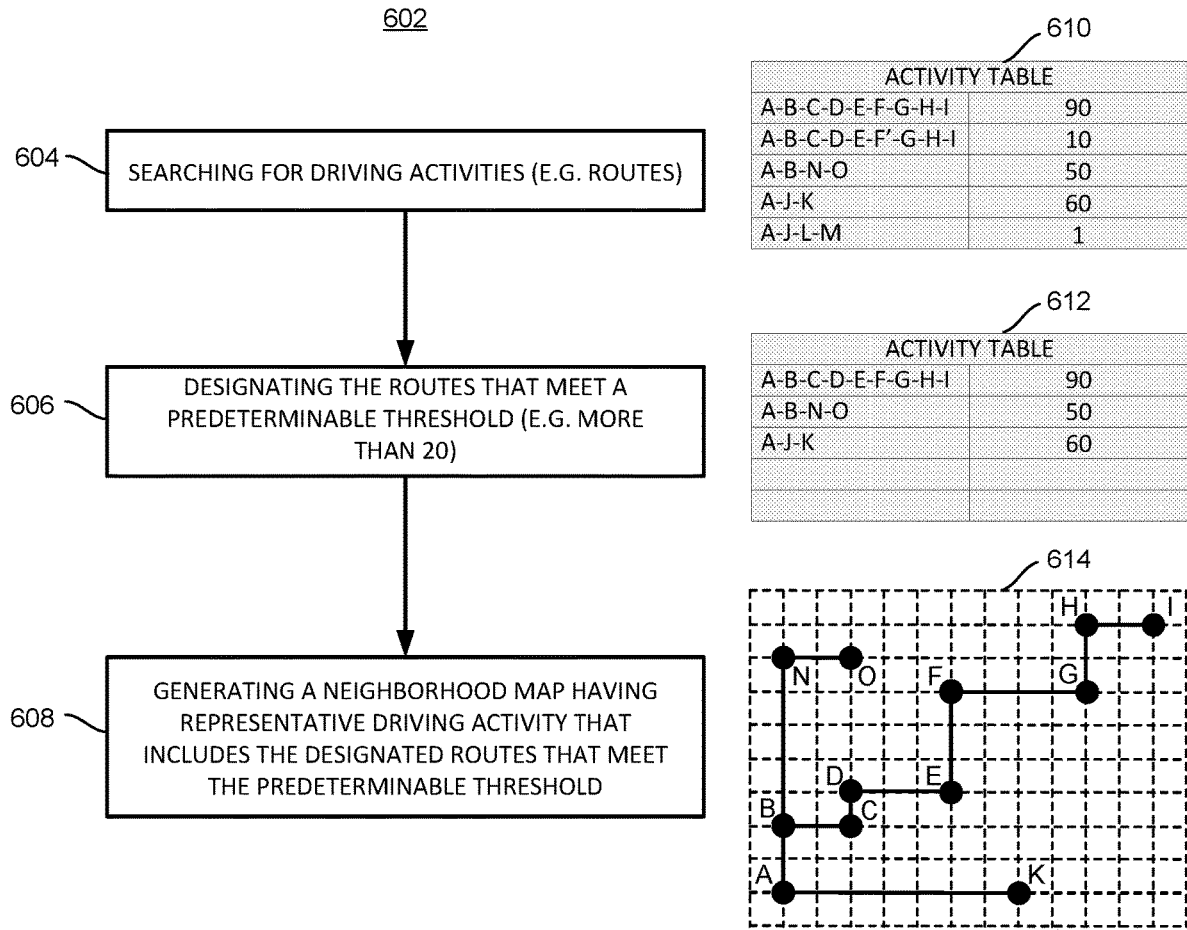 602
604
SEARCHING FOR DRIVING ACTIVITIES (E.G. ROUTES)
606
DESIGNATING THE ROUTES THAT MEET A
PREDETERMINABLE THRESHOLD (E.G. MORE
THAN 20)
608
GENERATING A NEIGHBORHOOD MAP HAVING
REPRESENTATIVE DRIVING ACTIVITY THAT
INCLUDES THE DESIGNATED ROUTES THAT MEET
THE PREDETERMINABLE THRESHOLD
610
ACTIVITY TABLE
A-B-C-D-E-F-G-H-I 90
A-B-C-D-E-F'-G-H-I 10
A-B-N-O 50
A-J-K 60
A-J-L-M 1
612
ACTIVITY TABLE
A-B-C-D-E-F-G-H-I 90
A-B-N-O 50
A-J-K 60
614
H I
N O F G
D E
B C
A K